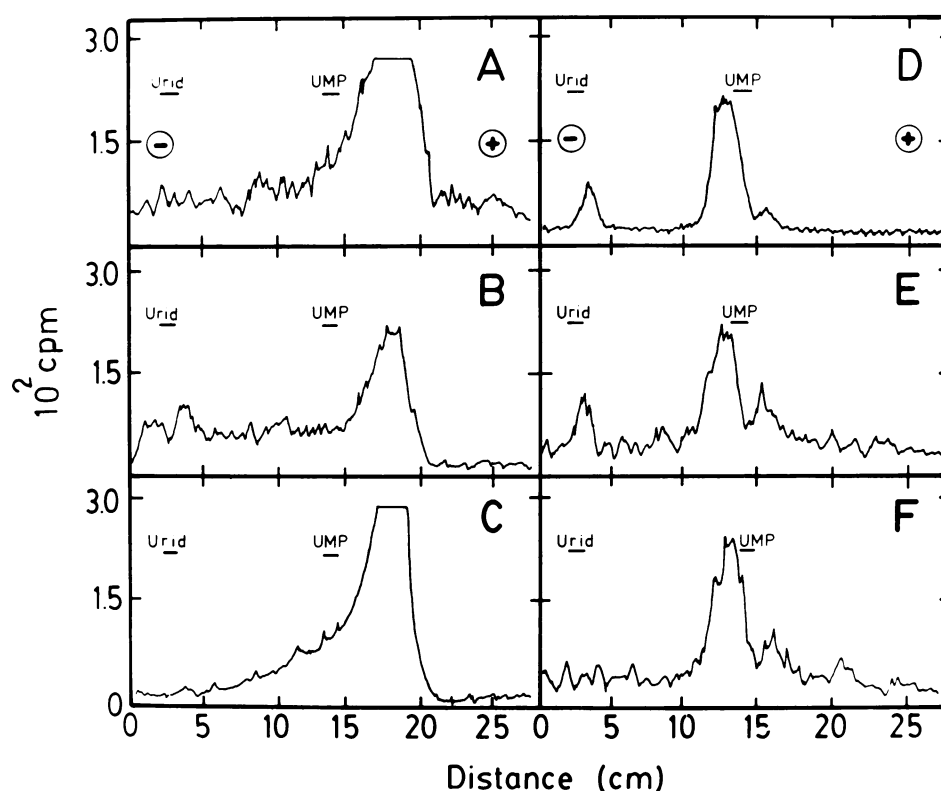 3.0
1.5
Urid
UMP
A
−
+
Urid
UMP
D
−
+
3.0
1.5
Urid
UMP
B
Urid
UMP
E
3.0
1.5
0
Urid
UMP
C
Urid
UMP
F
10² cpm
0 5 10 15 20 25
0 5 10 15 20 25
Distance (cm)